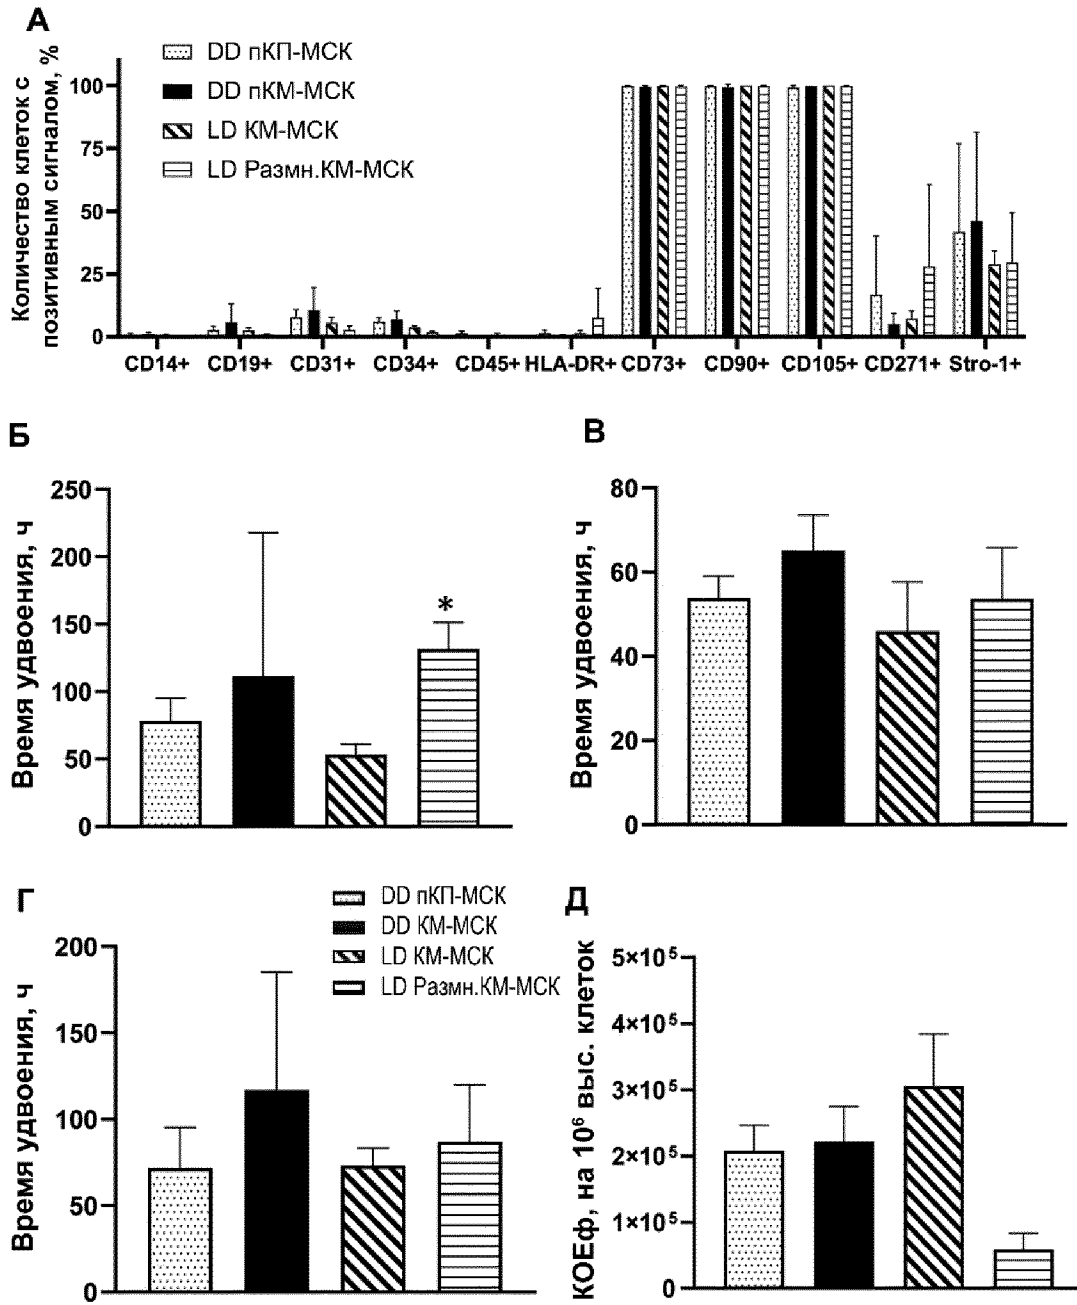 А
Количество клеток с
позитивным сигналом, %
DD пКП-МСК
DD пКМ-МСК
LD КМ-МСК
LD Размн.КМ-МСК
100
75
50
25
0
CD14+ CD19+ CD31+ CD34+ CD45+ HLA-DR+ CD73+ CD90+ CD105+ CD271+ Stro-1+
Б
Время удвоения, ч
250
200
150
100
50
0
*
В
Время удвоения, ч
80
60
40
20
0
Г
Время удвоения, ч
200
150
100
50
0
DD пКП-МСК
DD КМ-МСК
LD КМ-МСК
LD Размн.КМ-МСК
Д
КОЕф, на 10⁶ выс. клеток
5×10⁵
4×10⁵
3×10⁵
2×10⁵
1×10⁵
0